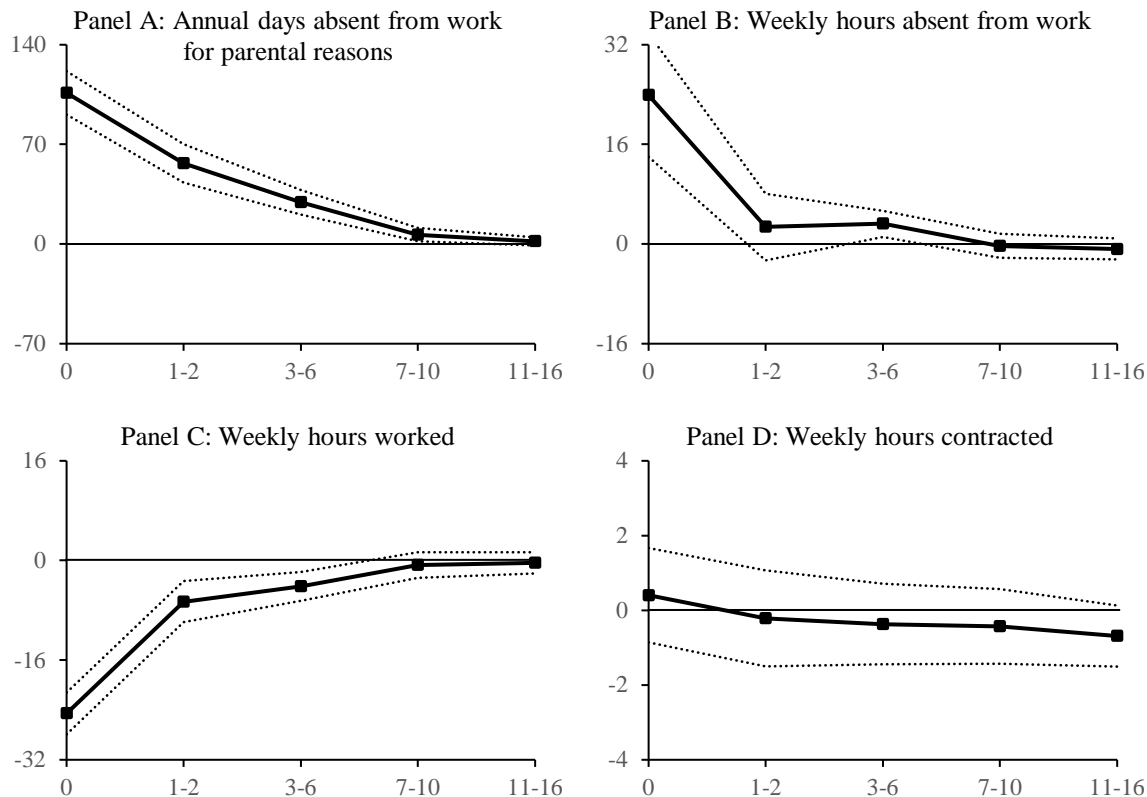 Panel A: Annual days absent from work
for parental reasons
140
70
0
-70
0 1-2 3-6 7-10 11-16
Panel B: Weekly hours absent from work
32
16
0
-16
0 1-2 3-6 7-10 11-16
Panel C: Weekly hours worked
16
0
-16
-32
0 1-2 3-6 7-10 11-16
Panel D: Weekly hours contracted
4
2
0
-2
-4
0 1-2 3-6 7-10 11-16